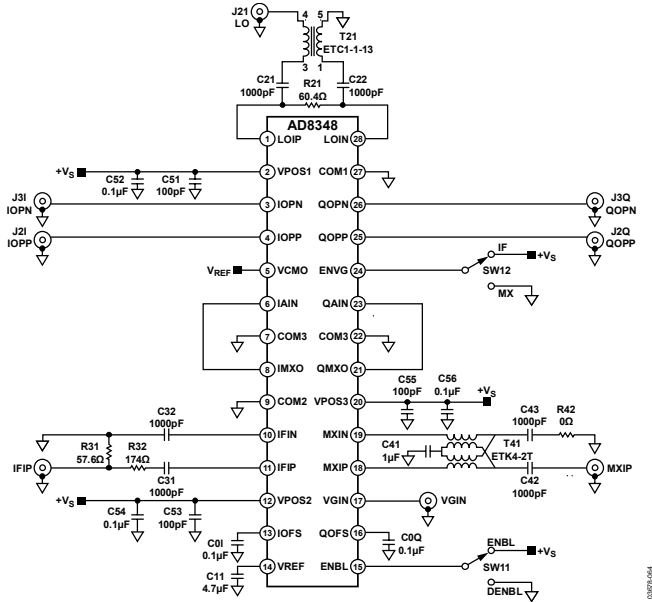 J21
LO
4 5
T21
ETC1-1-13
3 1
C21
1000pF
R21
60.4Ω
C22
1000pF
AD8348
1 LOIP LOIN 28
+VS
C52
0.1µF
C51
100pF
2 VPOS1 COM1 27
J3I
IOPN
3 IOPN QOPN 26
J3Q
QOPN
J2I
IOPP
4 IOPP QOPP 25
J2Q
QOPP
VREF
5 VCMO ENVG 24
IF
+VS
SW12
MX
6 IAIN QAIN 23
7 COM3 COM3 22
8 IMXO QMXO 21
C55
100pF
C56
0.1µF
+VS
9 COM2 VPOS3 20
C32
1000pF
10 IFIN MXIN 19
C43
1000pF
R42
0Ω
R31
57.6Ω
R32
174Ω
C41
1µF
T41
ETK4-2T
IFIP
C31
1000pF
11 IFIP MXIP 18
C42
1000pF
MXIP
+VS
C54
0.1µF
C53
100pF
12 VPOS2 VGIN 17
VGIN
C0I
0.1µF
13 IOFS QOFS 16
C0Q
0.1µF
C11
4.7µF
14 VREF ENBL 15
ENBL
+VS
SW11
DENBL
03678-064